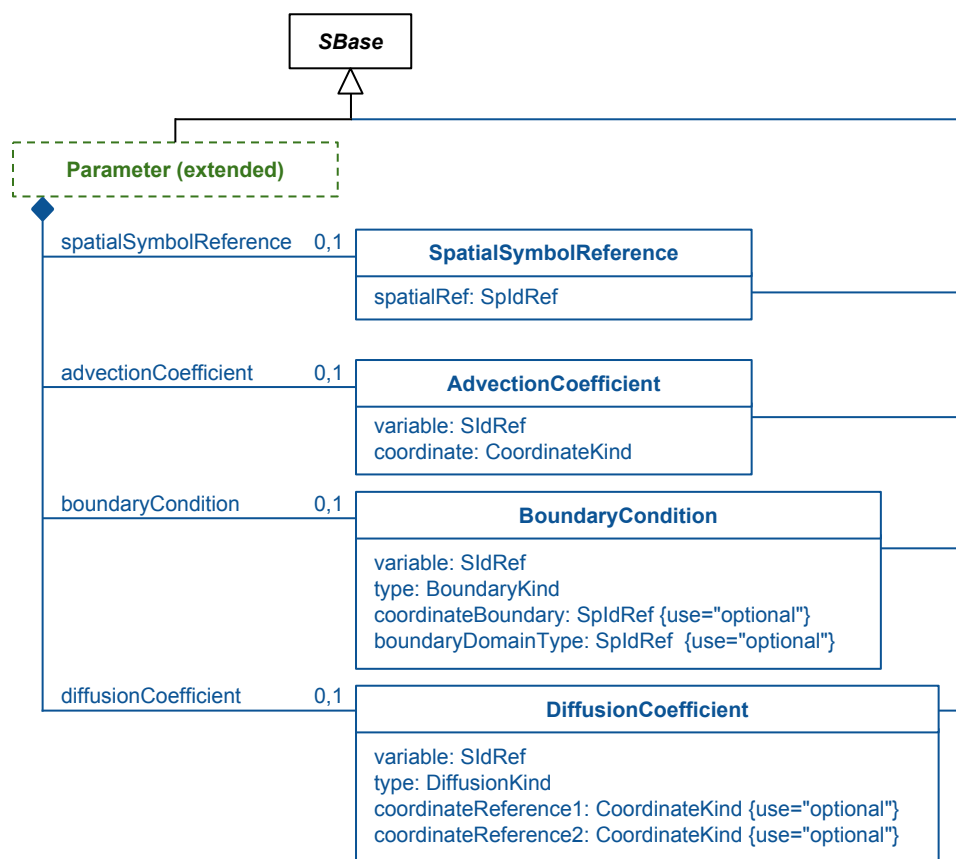 SBase
Parameter (extended)
spatialSymbolReference 0,1
SpatialSymbolReference
spatialRef: SpIdRef
advectionCoefficient 0,1
AdvectionCoefficient
variable: SIdRef
coordinate: CoordinateKind
boundaryCondition 0,1
BoundaryCondition
variable: SIdRef
type: BoundaryKind
coordinateBoundary: SpIdRef {use="optional"}
boundaryDomainType: SpIdRef {use="optional"}
diffusionCoefficient 0,1
DiffusionCoefficient
variable: SIdRef
type: DiffusionKind
coordinateReference1: CoordinateKind {use="optional"}
coordinateReference2: CoordinateKind {use="optional"}